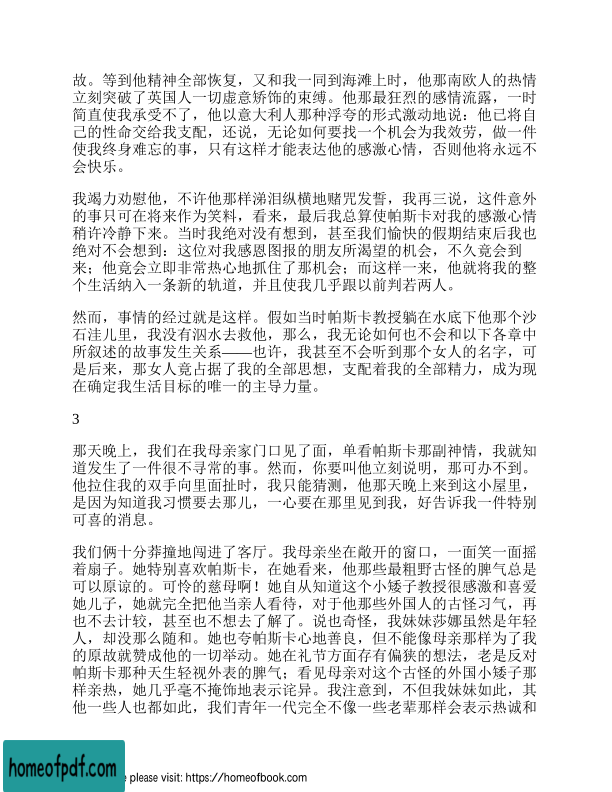 故。等到他精神全部恢复，又和我一同到海滩上时，他那南欧人的热情
立刻突破了英国人一切虚意矫饰的束缚。他那最狂烈的感情流露，一时
简直使我承受不了，他以意大利人那种浮夸的形式激动地说：他已将自
己的性命交给我支配，还说，无论如何要找一个机会为我效劳，做一件
使我终身难忘的事，只有这样才能表达他的感激心情，否则他将永远不
会快乐。
我竭力劝慰他，不许他那样涕泪纵横地赌咒发誓，我再三说，这件意外
的事只可在将来作为笑料，看来，最后我总算使帕斯卡对我的感激心情
稍许冷静下来。当时我绝对没有想到，甚至我们愉快的假期结束后我也
绝对不会想到：这位对我感恩图报的朋友所渴望的机会，不久竟会到
来；他竟会立即非常热心地抓住了那机会；而这样一来，他就将我的整
个生活纳入一条新的轨道，并且使我几乎跟以前判若两人。
然而，事情的经过就是这样。假如当时帕斯卡教授躺在水底下他那个沙
石洼儿里，我没有泅水去救他，那么，我无论如何也不会和以下各章中
所叙述的故事发生关系——也许，我甚至不会听到那个女人的名字，可
是后来，那女人竟占据了我的全部思想，支配着我的全部精力，成为现
在确定我生活目标的唯一的主导力量。
3
那天晚上，我们在我母亲家门口见了面，单看帕斯卡那副神情，我就知
道发生了一件很不寻常的事。然而，你要叫他立刻说明，那可办不到。
他拉住我的双手向里面扯时，我只能猜测，他那天晚上来到这小屋里，
是因为知道我习惯要去那儿，一心要在那里见到我，好告诉我一件特别
可喜的消息。
我们俩十分莽撞地闯进了客厅。我母亲坐在敞开的窗口，一面笑一面摇
着扇子。她特别喜欢帕斯卡，在她看来，他那些最粗野古怪的脾气总是
可以原谅的。可怜的慈母啊！她自从知道这个小矮子教授很感激和喜爱
她儿子，她就完全把他当亲人看待，对于他那些外国人的古怪习气，再
也不去计较，甚至也不想去了解了。说也奇怪，我妹妹莎娜虽然是年轻
人，却没那么随和。她也夸帕斯卡心地善良，但不能像母亲那样为了我
的原故就赞成他的一切举动。她在礼节方面存有偏狭的想法，老是反对
帕斯卡那种天生轻视外表的脾气；看见母亲对这个古怪的外国小矮子那
样亲热，她几乎毫不掩饰地表示诧异。我注意到，不但我妹妹如此，其
他一些人也都如此，我们青年一代完全不像一些老辈那样会表示热诚和
homeofpdf.com
e please visit: https://homeofbook.com